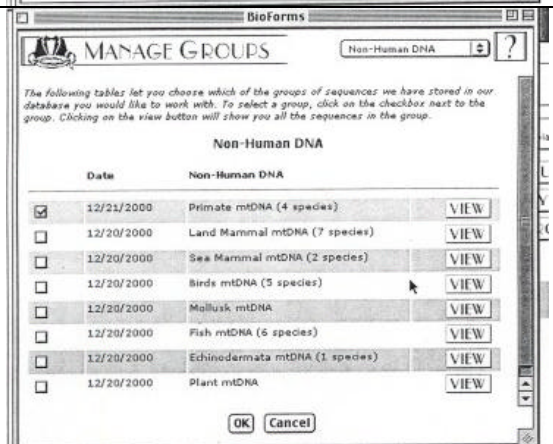 BioForms
MANAGE GROUPS
Non-Human DNA
?
The following tables let you choose which of the groups of sequences we have stored in our
database you would like to work with. To select a group, click on the checkbox next to the
group. Clicking on the view button will show you all the sequences in the group.
Non-Human DNA
Date Non-Human DNA
12/21/2000 Primate mtDNA (4 species) VIEW
12/20/2000 Land Mammal mtDNA (7 species) VIEW
12/20/2000 Sea Mammal mtDNA (2 species) VIEW
12/20/2000 Birds mtDNA (5 species) VIEW
12/20/2000 Mollusk mtDNA VIEW
12/20/2000 Fish mtDNA (6 species) VIEW
12/20/2000 Echinodermata mtDNA (1 species) VIEW
12/20/2000 Plant mtDNA VIEW
OK Cancel